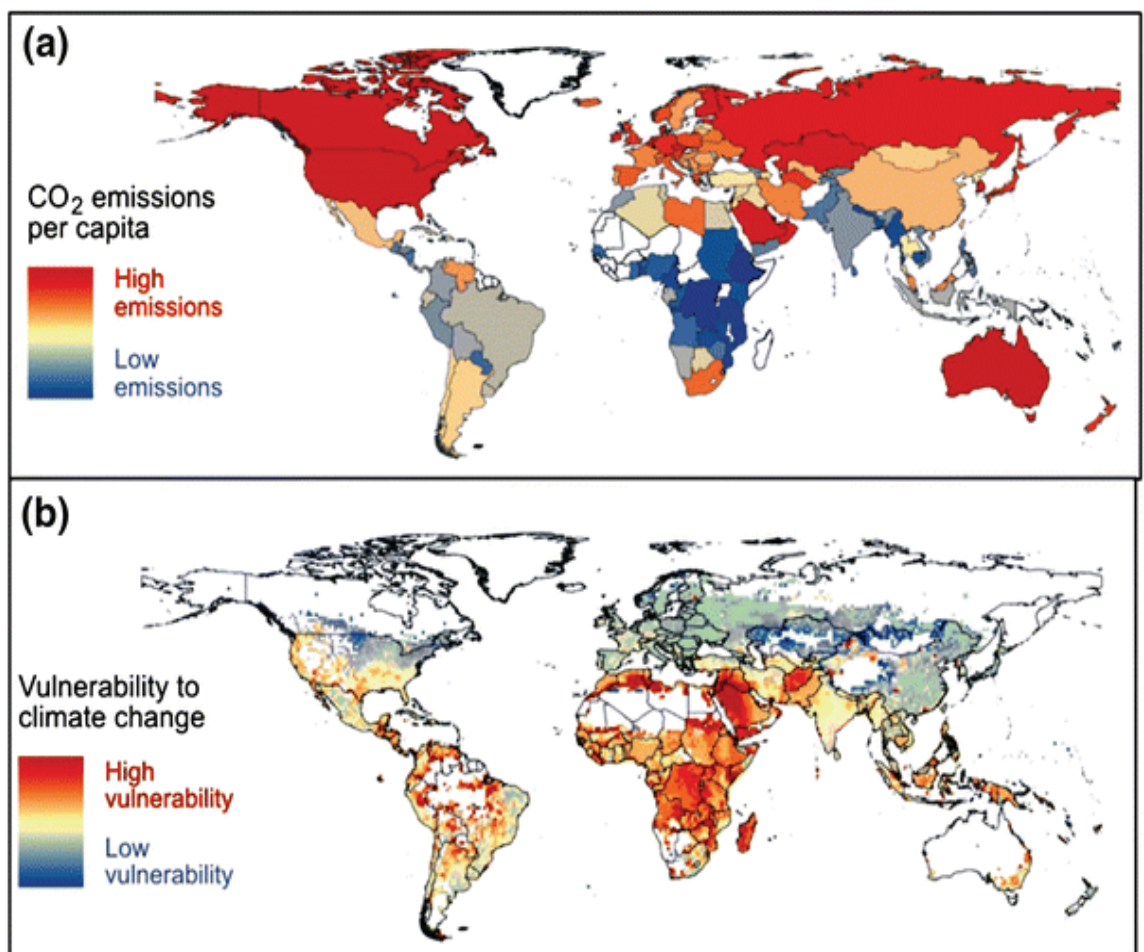 (a)
CO₂ emissions
per capita
High
emissions
Low
emissions
(b)
Vulnerability to
climate change
High
vulnerability
Low
vulnerability